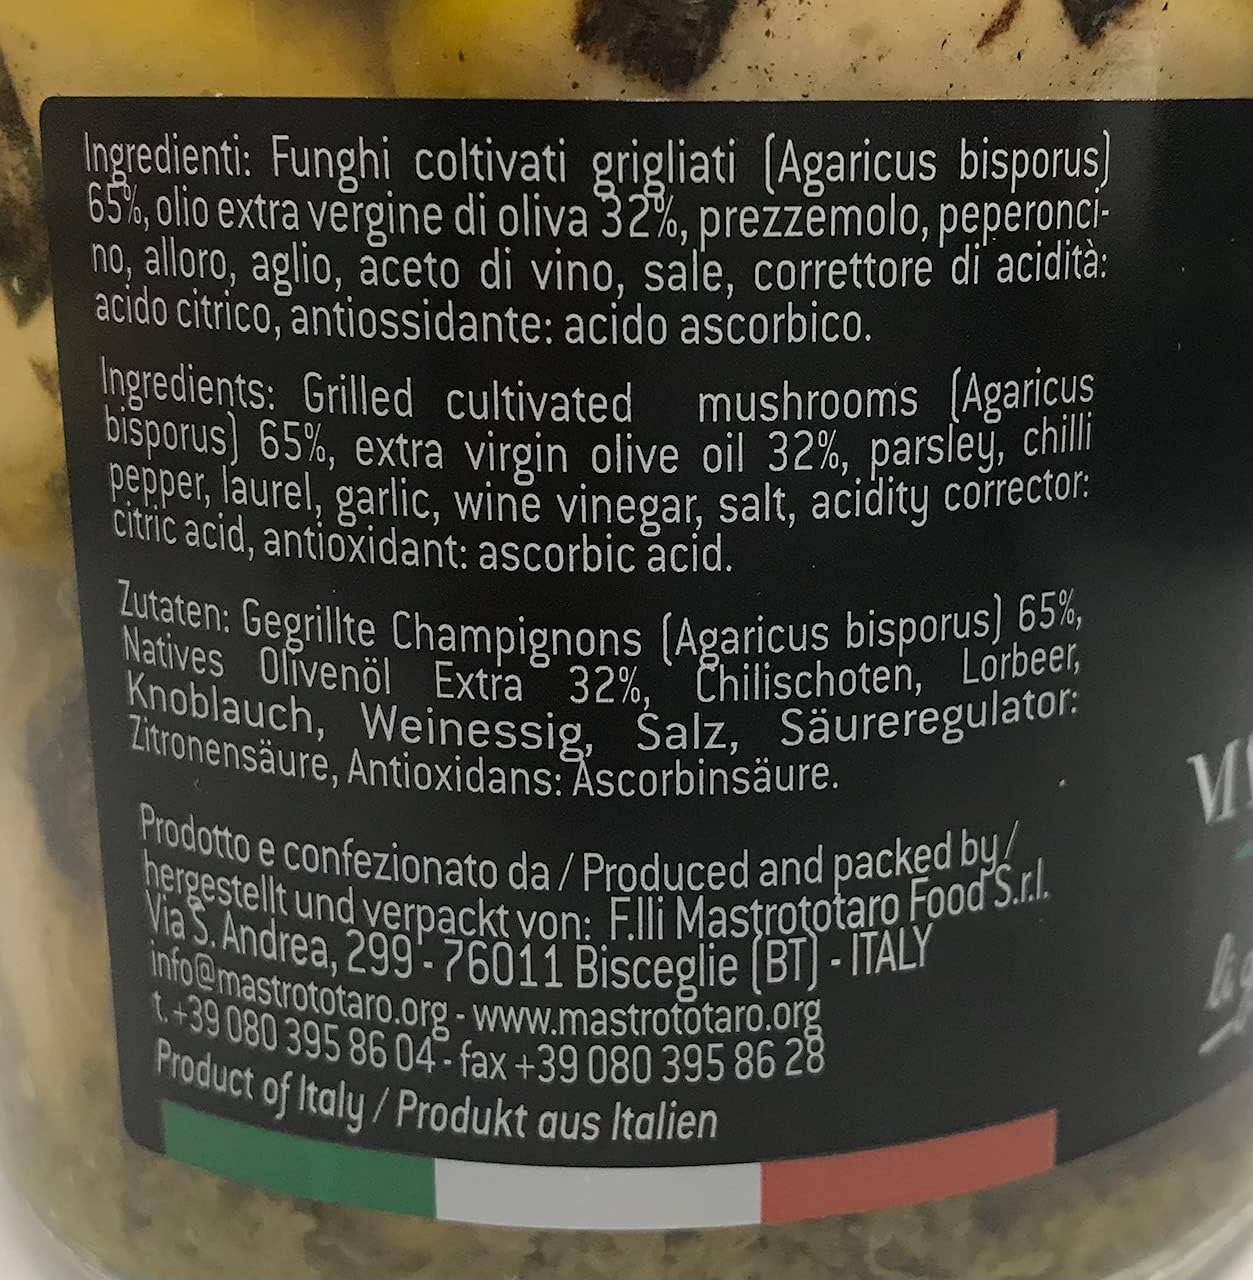 Ingredienti: Funghi coltivati grigliati (Agaricus bisporus)
65%, olio extra vergine di oliva 32%, prezzemolo, peperonci-
no, alloro, aglio, aceto di vino, sale, correttore di acidità:
acido citrico, antiossidante: acido ascorbico.
Ingredients: Grilled cultivated mushrooms (Agaricus
bisporus) 65%, extra virgin olive oil 32%, parsley, chilli
pepper, laurel, garlic, wine vinegar, salt, acidity corrector:
citric acid, antioxidant: ascorbic acid.
Zutaten: Gegrillte Champignons (Agaricus bisporus) 65%,
Natives Olivenöl Extra 32%, Chilischoten, Lorbeer,
Knoblauch, Weinessig, Salz, Säureregulator:
Zitronensäure, Antioxidans: Ascorbinsäure.
Prodotto e confezionato da / Produced and packed by/
hergestellt und verpackt von: F.lli Mastrototaro Food S.r.l.
Via S. Andrea, 299 - 76011 Bisceglie (BT) - ITALY
info@mastrototaro.org - www.mastrototaro.org
t. +39 080 395 86 04 - fax +39 080 395 86 28
Product of Italy / Produkt aus Italien